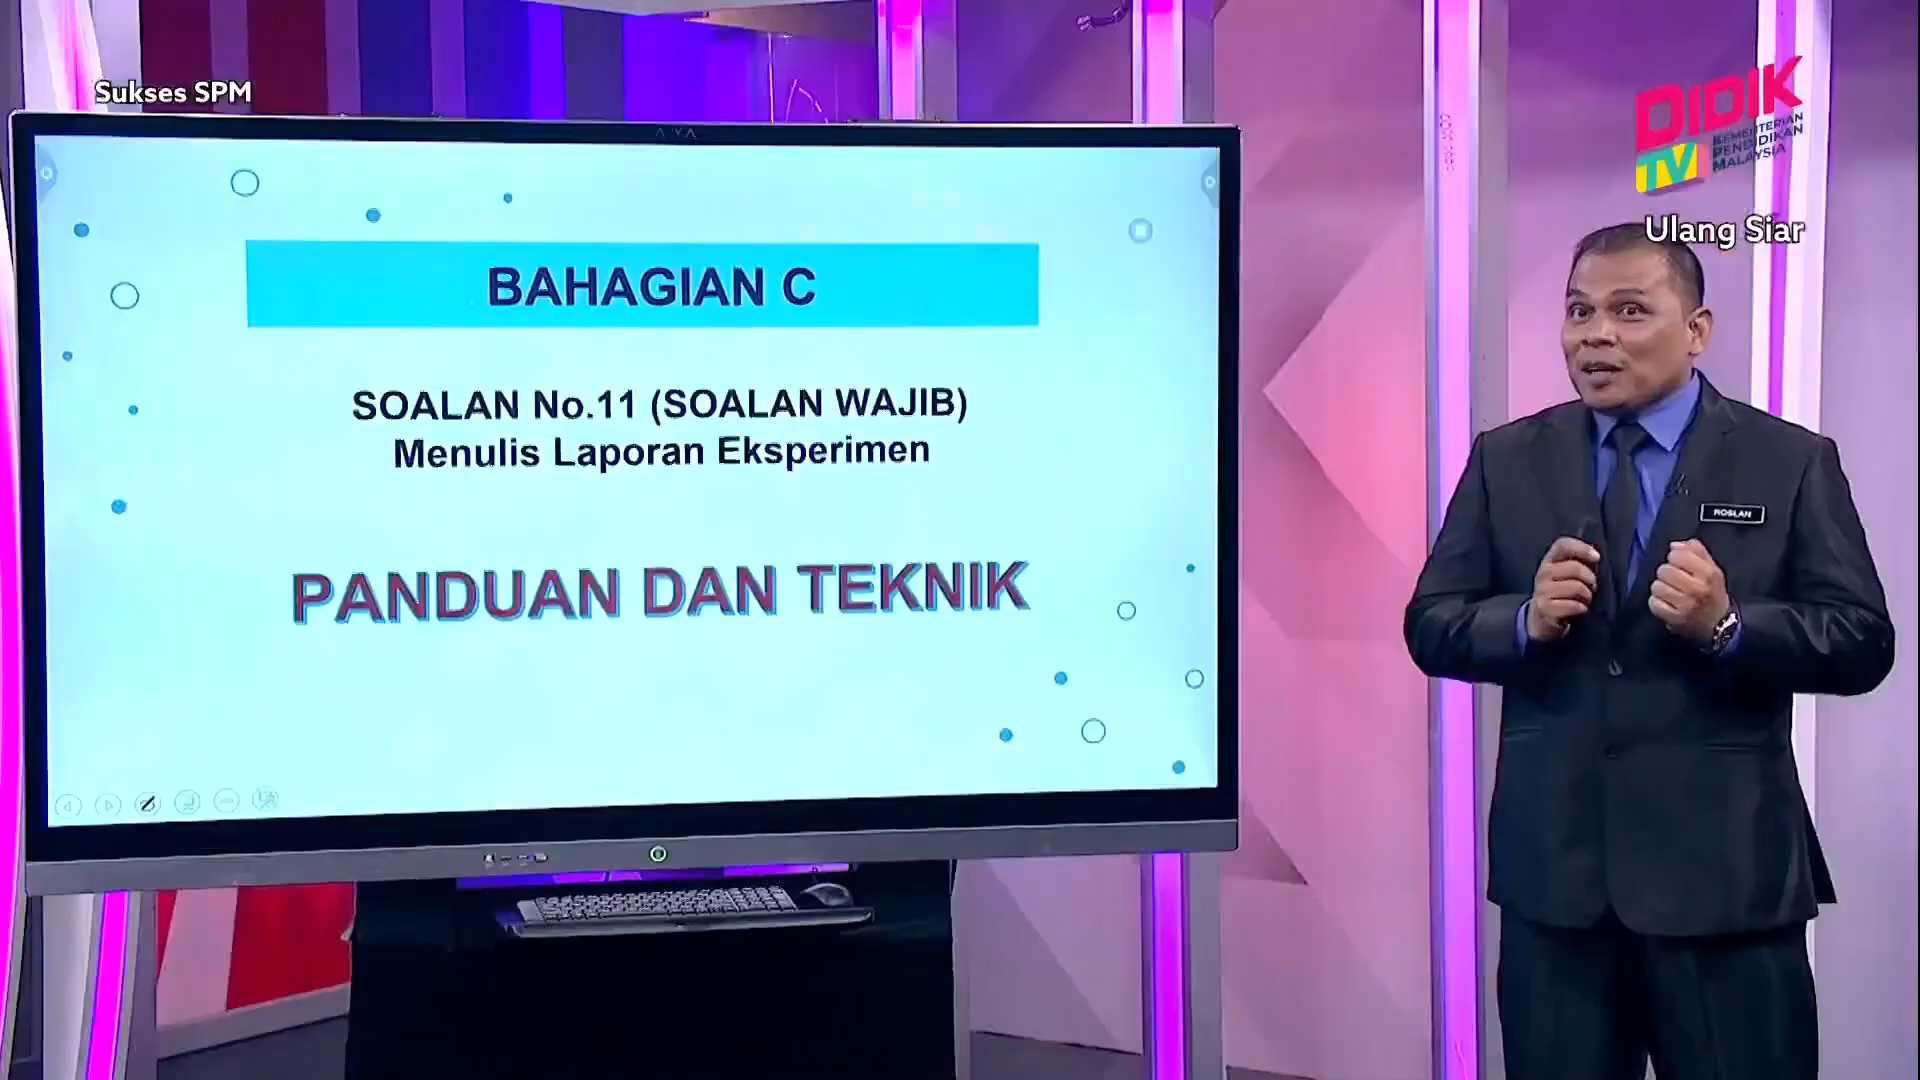 Sukses SPM
DIDIK
TV
KEMENTERIAN
PENDIDIKAN
MALAYSIA
Ulang Siar
BAHAGIAN C
SOALAN No.11 (SOALAN WAJIB)
Menulis Laporan Eksperimen
PANDUAN DAN TEKNIK
ROSLAN